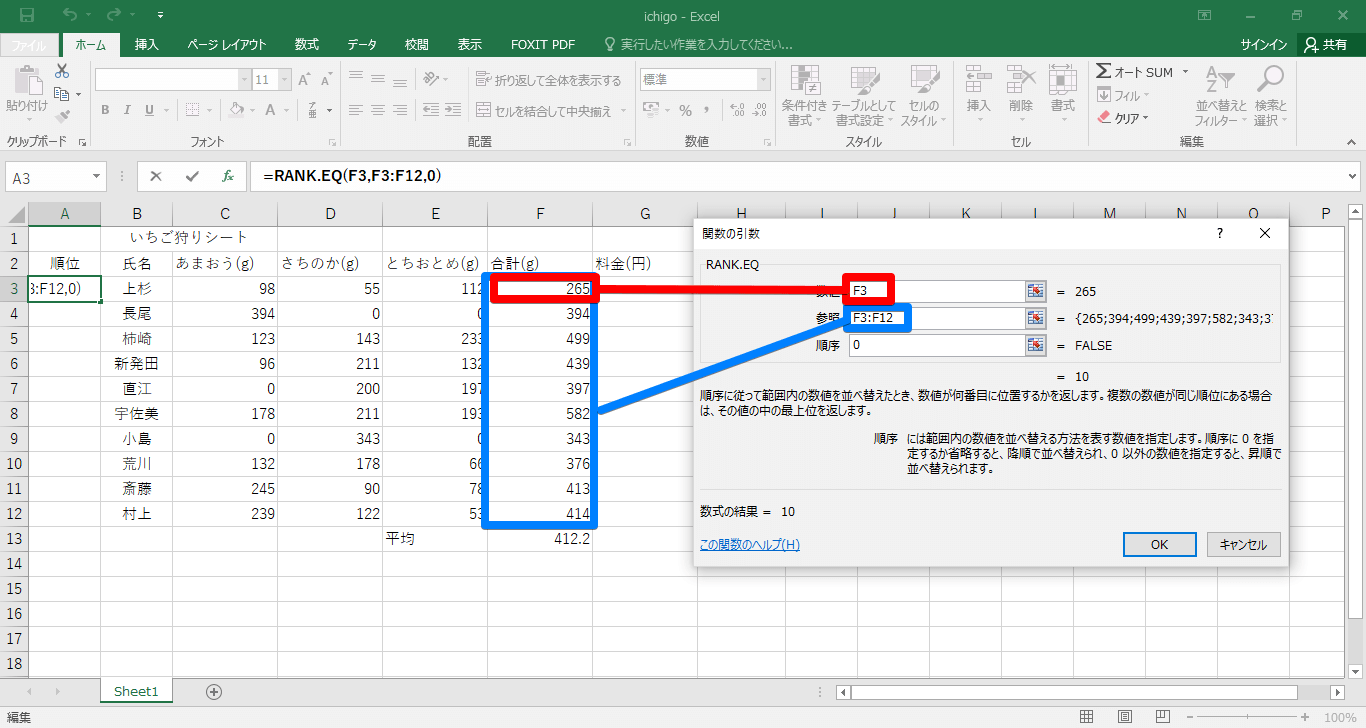 ichigo - Excel
ファイル ホーム 挿入 ページ レイアウト 数式 データ 校閲 表示 FOXIT PDF 実行したい作業を入力してください... サインイン 共有
11 折り返して全体を表示する 標準 オート SUM
貼り付け B I U A セルを結合して中央揃え % 条件付き書式 テーブルとして書式設定 セルのスタイル 挿入 削除 書式 フィル クリア 並べ替えとフィルター 検索と選択
クリップボード フォント 配置 数値 スタイル セル 編集
A3 fx =RANK.EQ(F3,F3:F12,0)
A B C D E F G H I J K L M N O P
1 いちご狩りシート
2 順位 氏名 あまおう(g) さちのか(g) とちおとめ(g) 合計(g) 料金(円)
3 3:F12,0) 上杉 98 55 112 265
4 長尾 394 0 0 394
5 柿崎 123 143 233 499
6 新発田 96 211 132 439
7 直江 0 200 197 397
8 宇佐美 178 211 193 582
9 小島 0 343 0 343
10 荒川 132 178 66 376
11 斎藤 245 90 78 413
12 村上 239 122 53 414
13 平均 412.2
14
15
16
17
18
関数の引数 ?
RANK.EQ
数値 F3 = 265
参照 F3:F12 = {265;394;499;439;397;582;343;37
順序 0 = FALSE
= 10
順序に従って範囲内の数値を並べ替えたとき、数値が何番目に位置するかを返します。複数の数値が同じ順位にある場合
は、その値の中の最上位を返します。
順序 には範囲内の数値を並べ替える方法を表す数値を指定します。順序に 0 を指
定するか省略すると、降順で並べ替えられ、0 以外の数値を指定すると、昇順で
並べ替えられます。
数式の結果 = 10
この関数のヘルプ(H) OK キャンセル
Sheet1
編集 100%